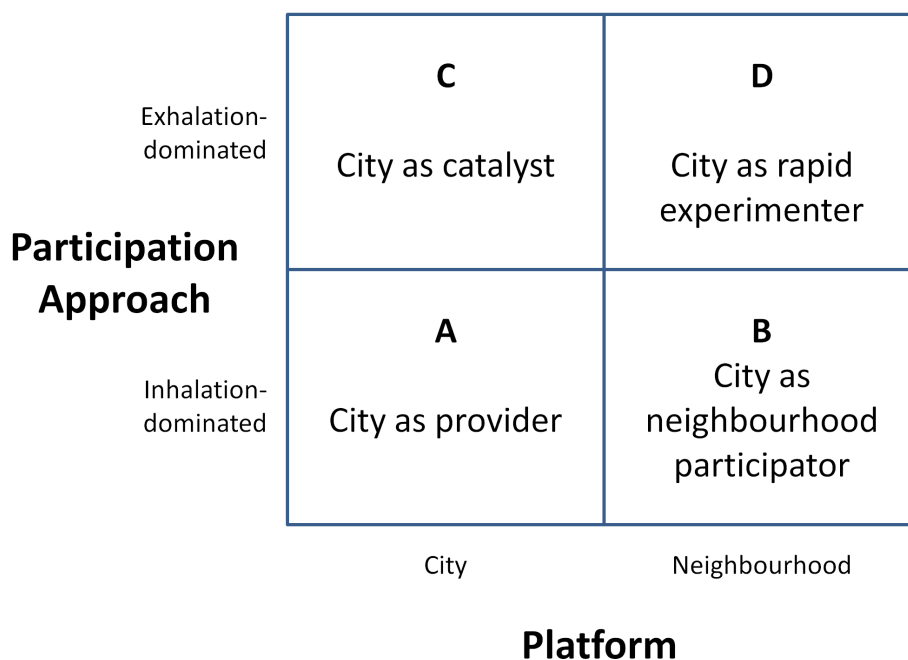 C
D
Exhalation-
dominated
City as catalyst
City as rapid
experimenter
Participation
Approach
A
B
Inhalation-
dominated
City as provider
City as
neighbourhood
participator
City
Neighbourhood
Platform